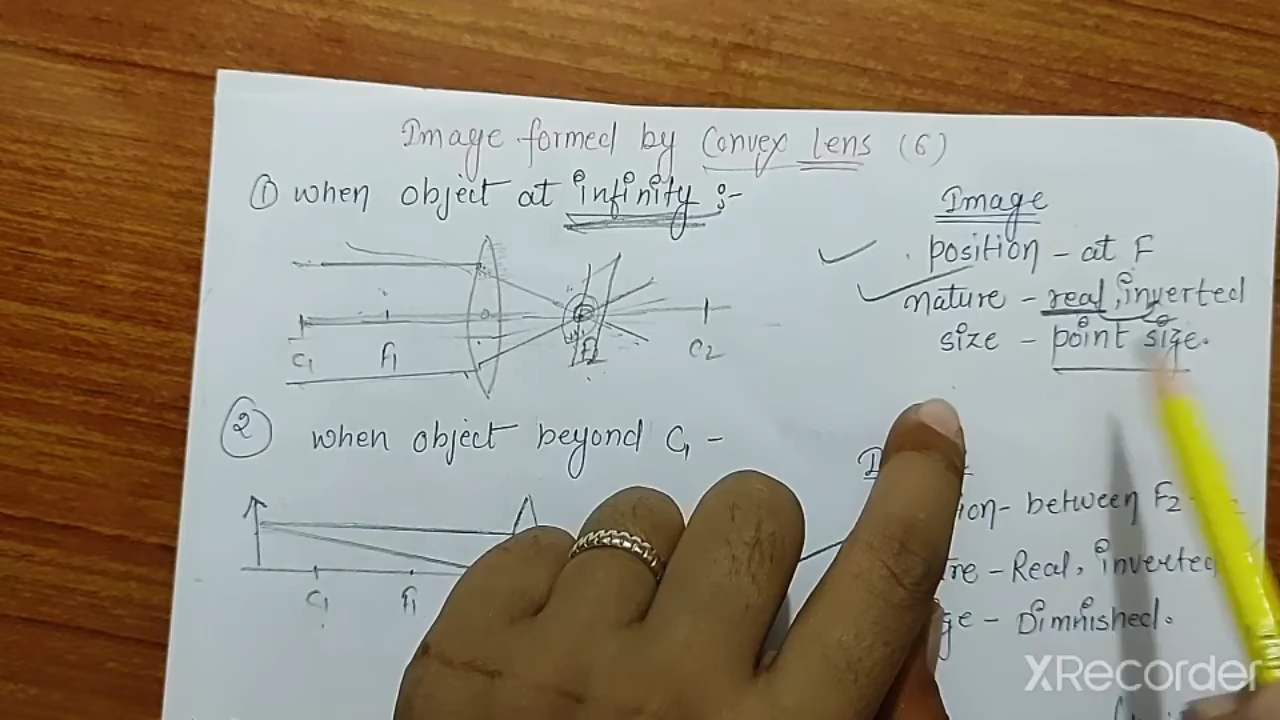 Image formed by Convex Lens (6)
① when object at infinity :-
Image
position - at F
nature - real, inverted
size - point size.
C1 F1 F2 C2
② when object beyond C1 -
between F2
Real, inverted
Dimnished.
C1 F1
XRecorder